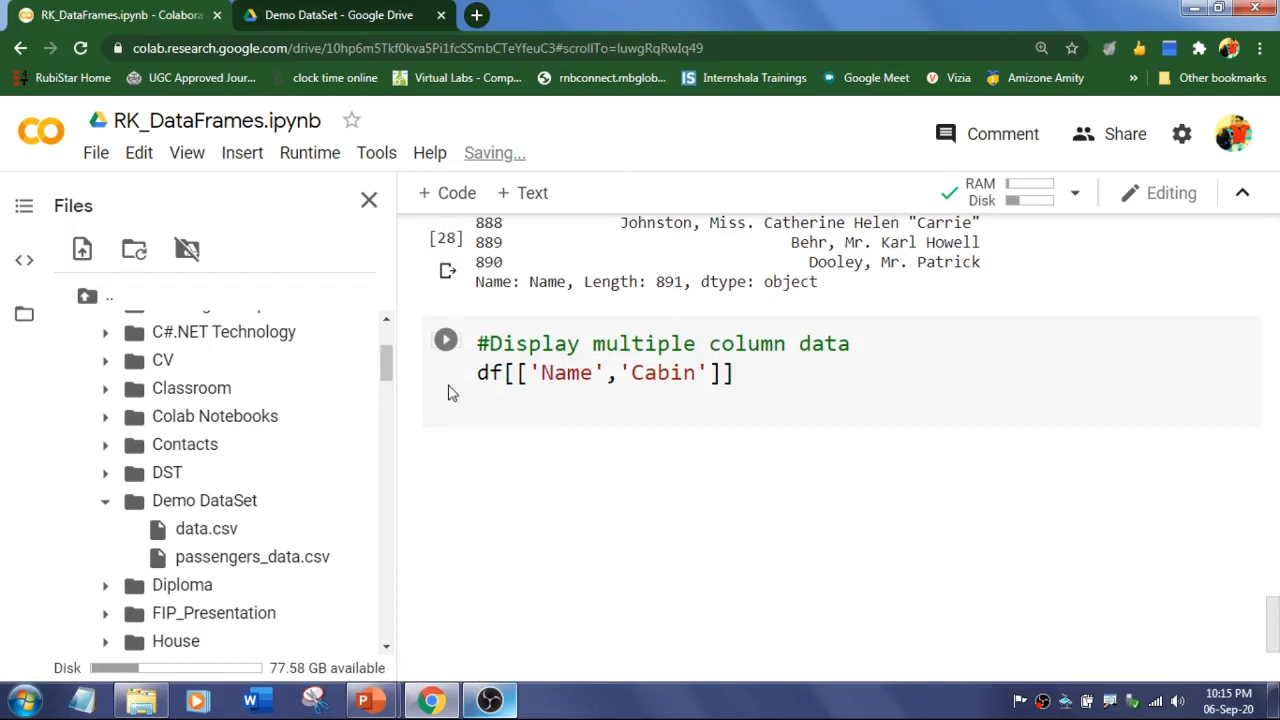 RK_DataFrames.ipynb - Colabora
Demo DataSet - Google Drive
colab.research.google.com/drive/10hp6m5Tkf0kva5Pi1fcSSmbCTeYfeuC3#scrollTo=IuwgRqRwIq49
RubiStar Home
UGC Approved Jour...
clock time online
Virtual Labs - Comp...
rnbconnect.rnbglob...
Internshala Trainings
Google Meet
Vizia
Amizone Amity
»
Other bookmarks
RK_DataFrames.ipynb
Comment
Share
File Edit View Insert Runtime Tools Help Saving...
Files
+ Code + Text
RAM
Disk
Editing
888 Johnston, Miss. Catherine Helen "Carrie"
[28] 889 Behr, Mr. Karl Howell
890 Dooley, Mr. Patrick
Name: Name, Length: 891, dtype: object
#Display multiple column data
df[['Name','Cabin']]
..
C#.NET Technology
CV
Classroom
Colab Notebooks
Contacts
DST
Demo DataSet
data.csv
passengers_data.csv
Diploma
FIP_Presentation
House
Disk 77.58 GB available
10:15 PM
06-Sep-20